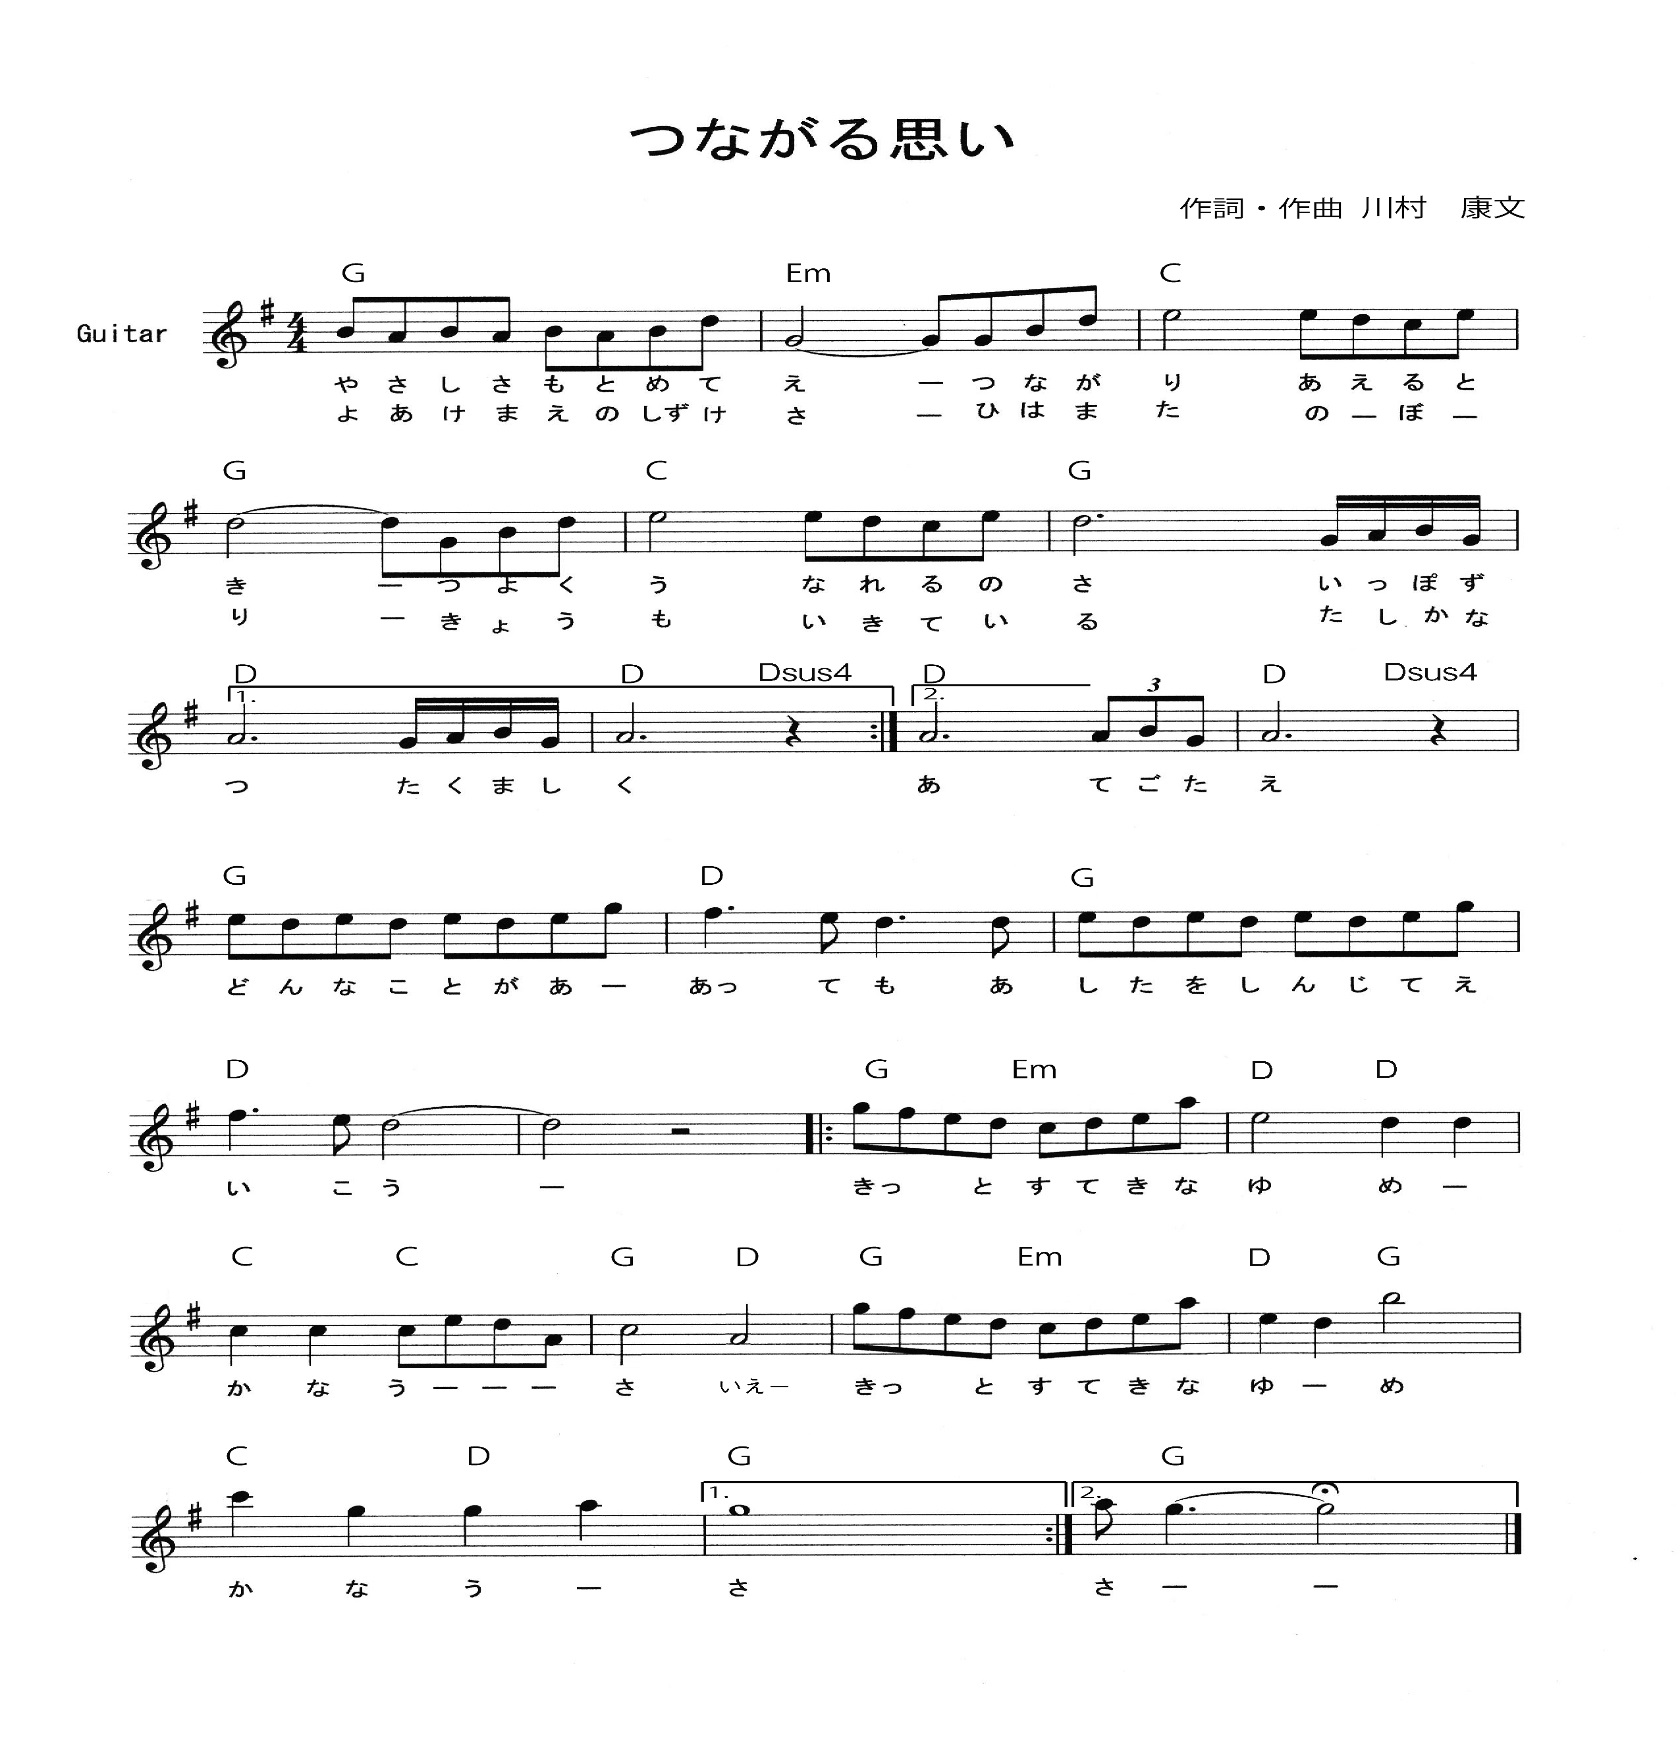 つながる思い
作詞・作曲 川村 康文
G Em C
Guitar
4 4
や さ し さ も と め て え ー つ な が り あ え る と
よ あ け ま え の しず け さ ー ひ は ま た の ー ぼ ー
G C G
き ー つ よ く う な れ る の さ い っ ぽ ず
り ー き ょ う も い き て い る た し か な
D D Dsus4 D D Dsus4
1. 2. 3
つ た く ま し く あ て ご た え
G D G
ど ん な こ と が あ ー あっ て も あ し た を し ん じ て え
D G Em D D
い こ う ー きっ と す て き な ゆ め ー
C C G D G Em D G
か な う ー ー ー さ いえー きっ と す て き な ゆ ー め
C D G G
1. 2.
か な う ー さ さ ー ー